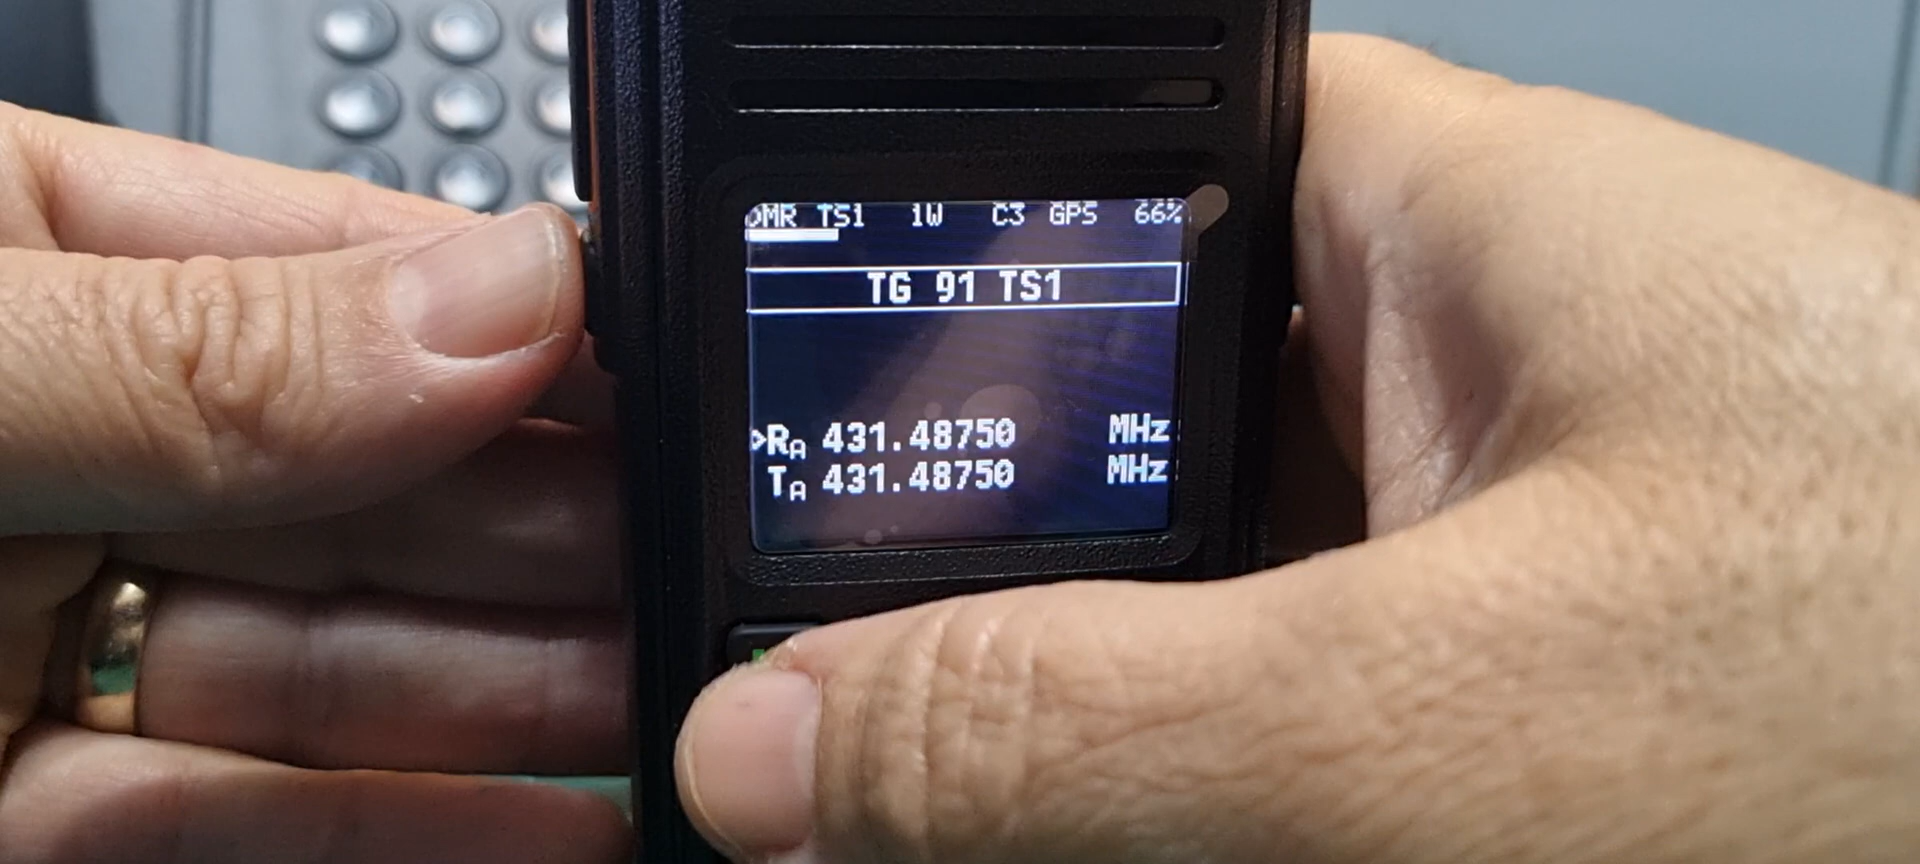 DMR TS1 1W C3 GPS 66%
TG 91 TS1
>RA 431.48750 MHz
TA 431.48750 MHz